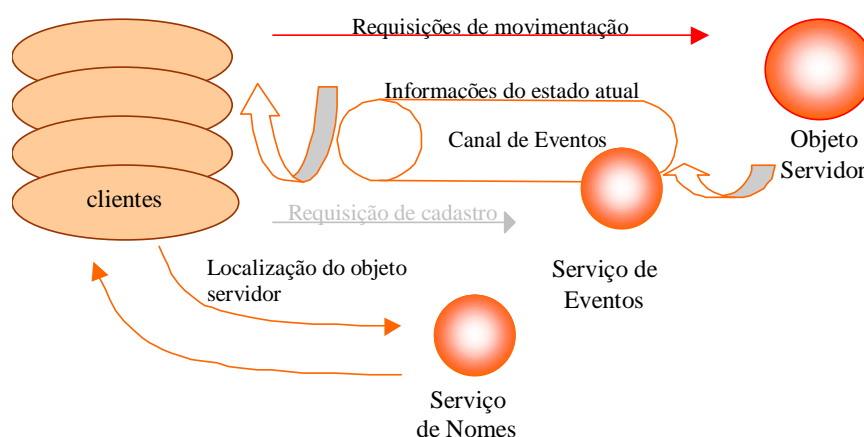 Requisições de movimentação
Informações do estado atual
Canal de Eventos
Objeto
Servidor
clientes
Requisição de cadastro
Localização do objeto
servidor
Serviço de
Eventos
Serviço
de Nomes